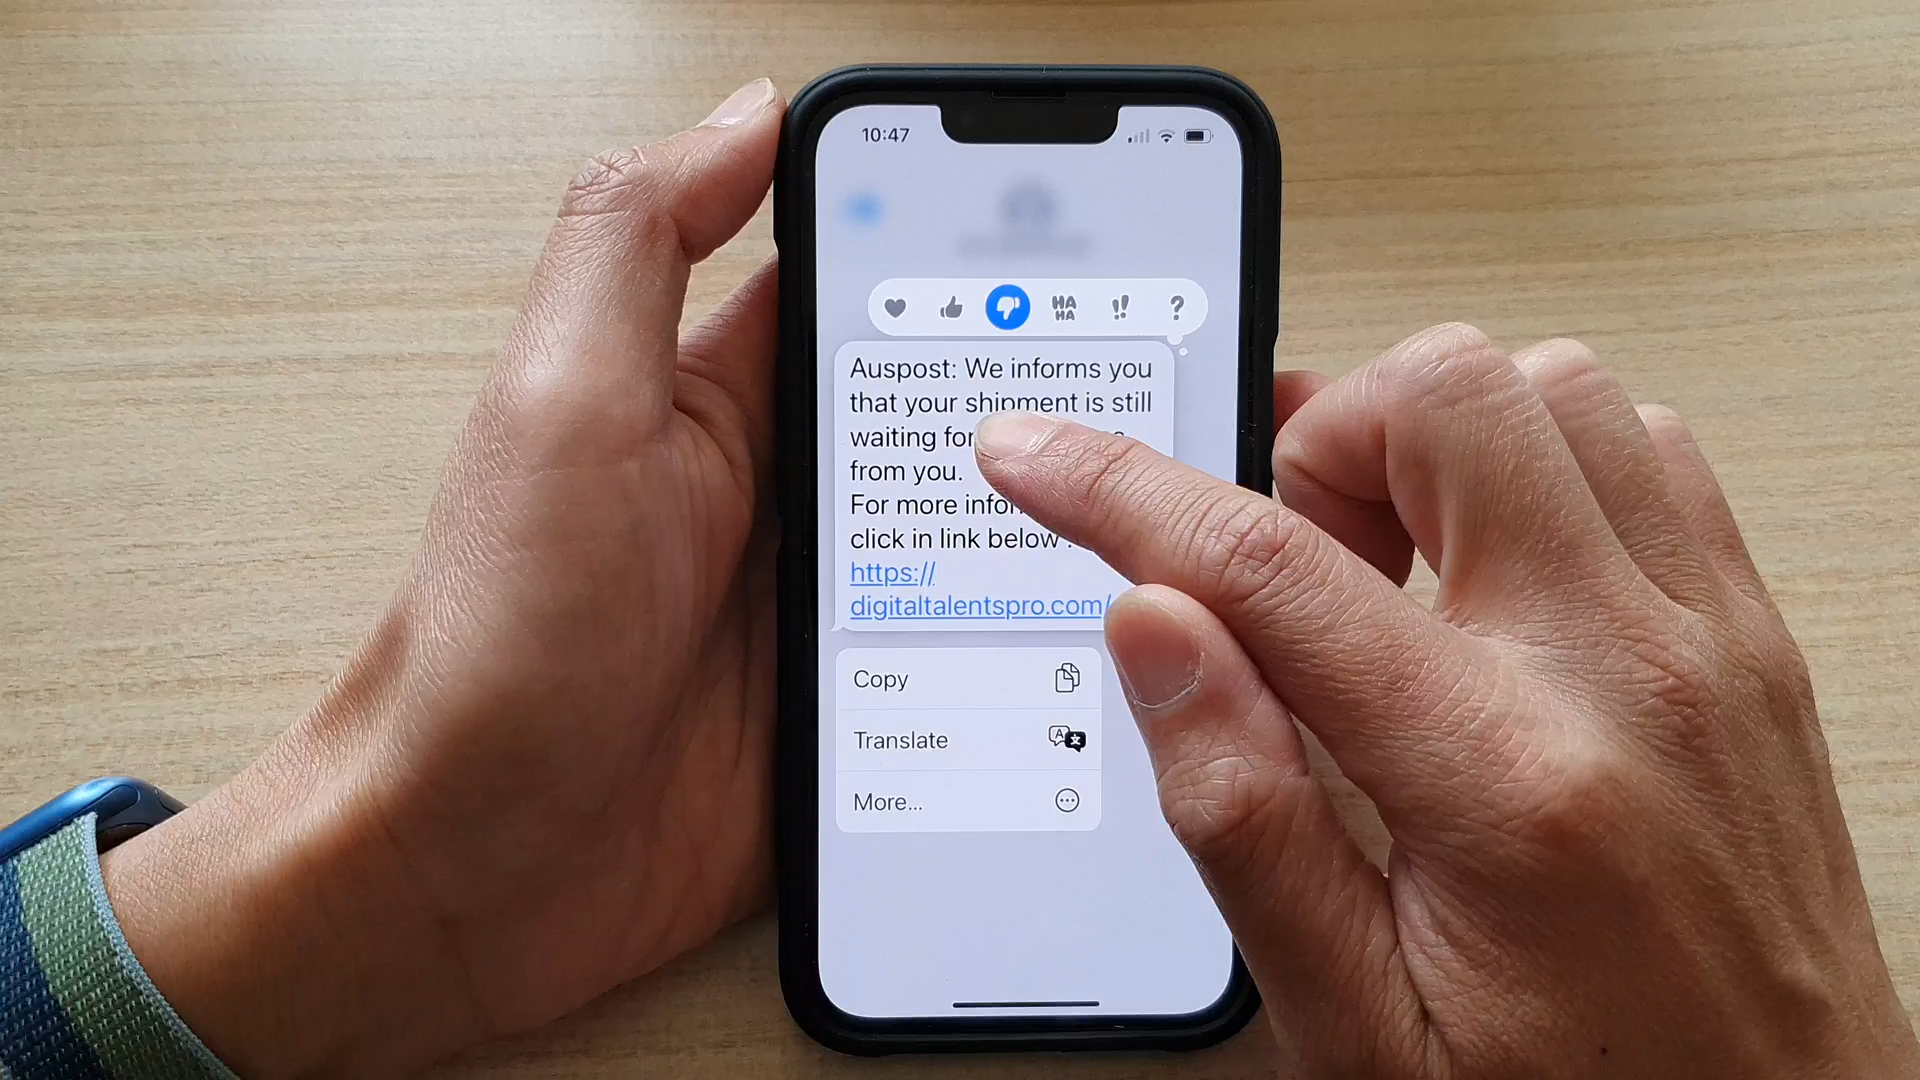 10:47
HA
HA
!!
?
Auspost: We informs you
that your shipment is still
waiting for
from you.
For more
click in link below
https://
digitaltalentspro.com/
Copy
Translate
More...